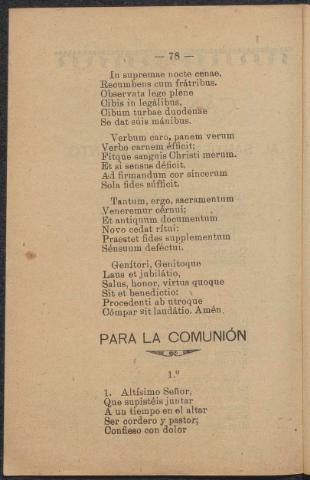 — 78 —
In supremae nocte cenae,
Recumbens cum frátribus.
Observata lege plene
Cibis in legálibus,
Cibum turbae duodenae
Se dat súis mánibus.
Verbum caro, panem verum
Verbo carnem éfficit;
Fitque sanguis Christi merum.
Et si sensus déficit.
Ad firmandum cor sincerum
Sola fides súfficit.
Tantum, ergo, sacramentum
Veneremur cérnui;
Et antiquum documentum
Novo cedat rítui:
Praestet fides supplementum
Sénsuum deféctui.
Genitori, Genitoque
Laus et jubilátio,
Salus, honor, virtus quoque
Sit et benedictio:
Procedenti ab utroque
Cómpar sit laudátio. Amén.
PARA LA COMUNIÓN
1.º
1. Altísimo Señor,
Que supistéis juntar
A un tiempo en el altar
Ser cordero y pastor;
Confieso con dolor